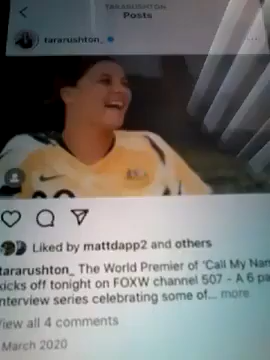 TARARUSHTON_
Posts
tararushton_
Liked by mattdapp2 and others
tararushton_ The World Premier of 'Call My Nam
kicks off tonight on FOXW channel 507 - A 6 pa
interview series celebrating some of... more
View all 4 comments
March 2020